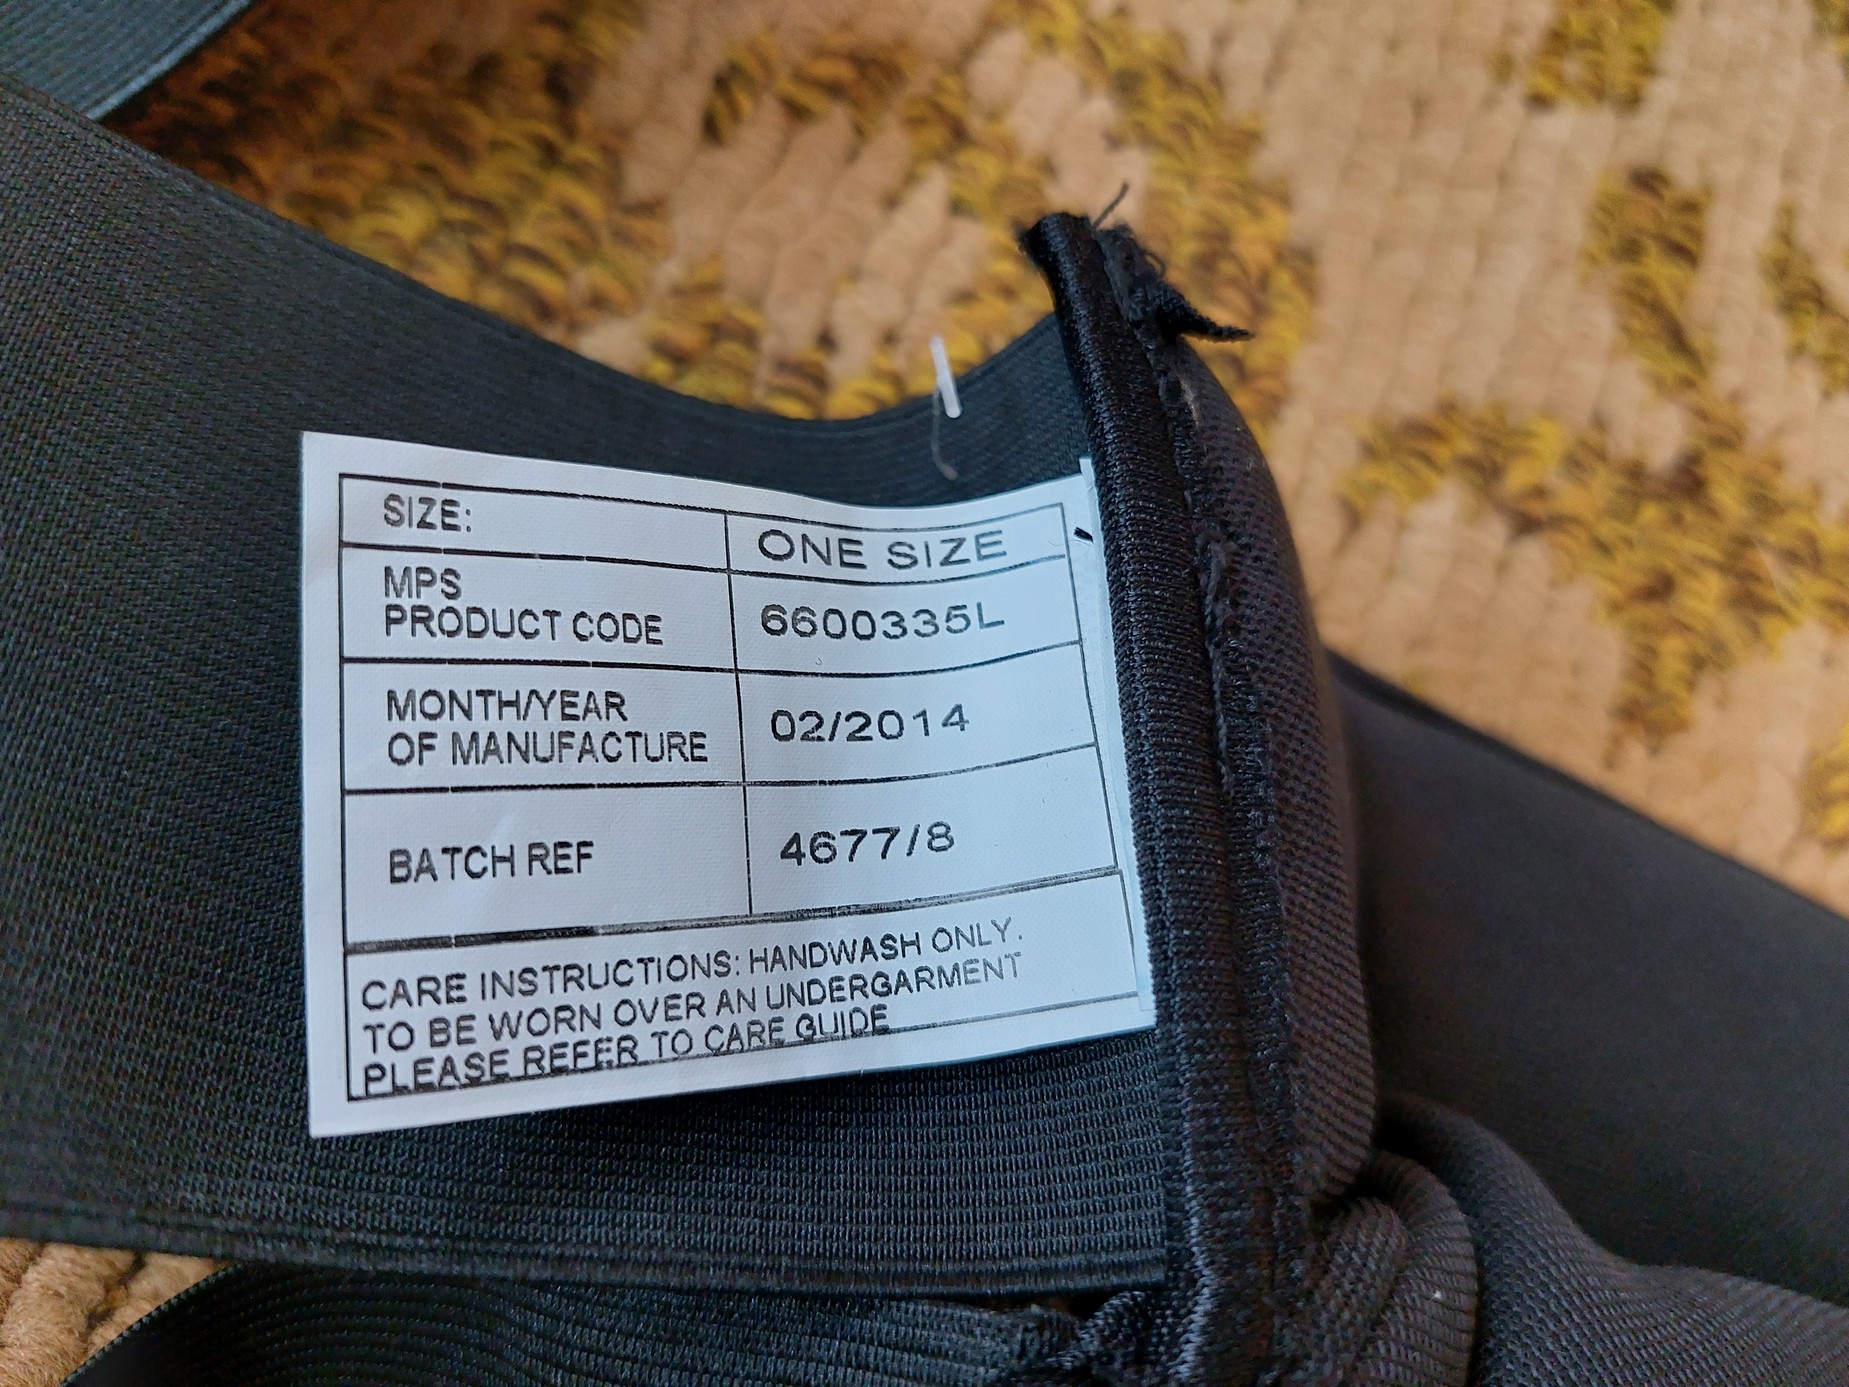 SIZE:
ONE SIZE
MPS
PRODUCT CODE
6600335L
MONTH/YEAR
OF MANUFACTURE
02/2014
BATCH REF
4677/8
CARE INSTRUCTIONS: HANDWASH ONLY.
TO BE WORN OVER AN UNDERGARMENT
PLEASE REFER TO CARE GUIDE